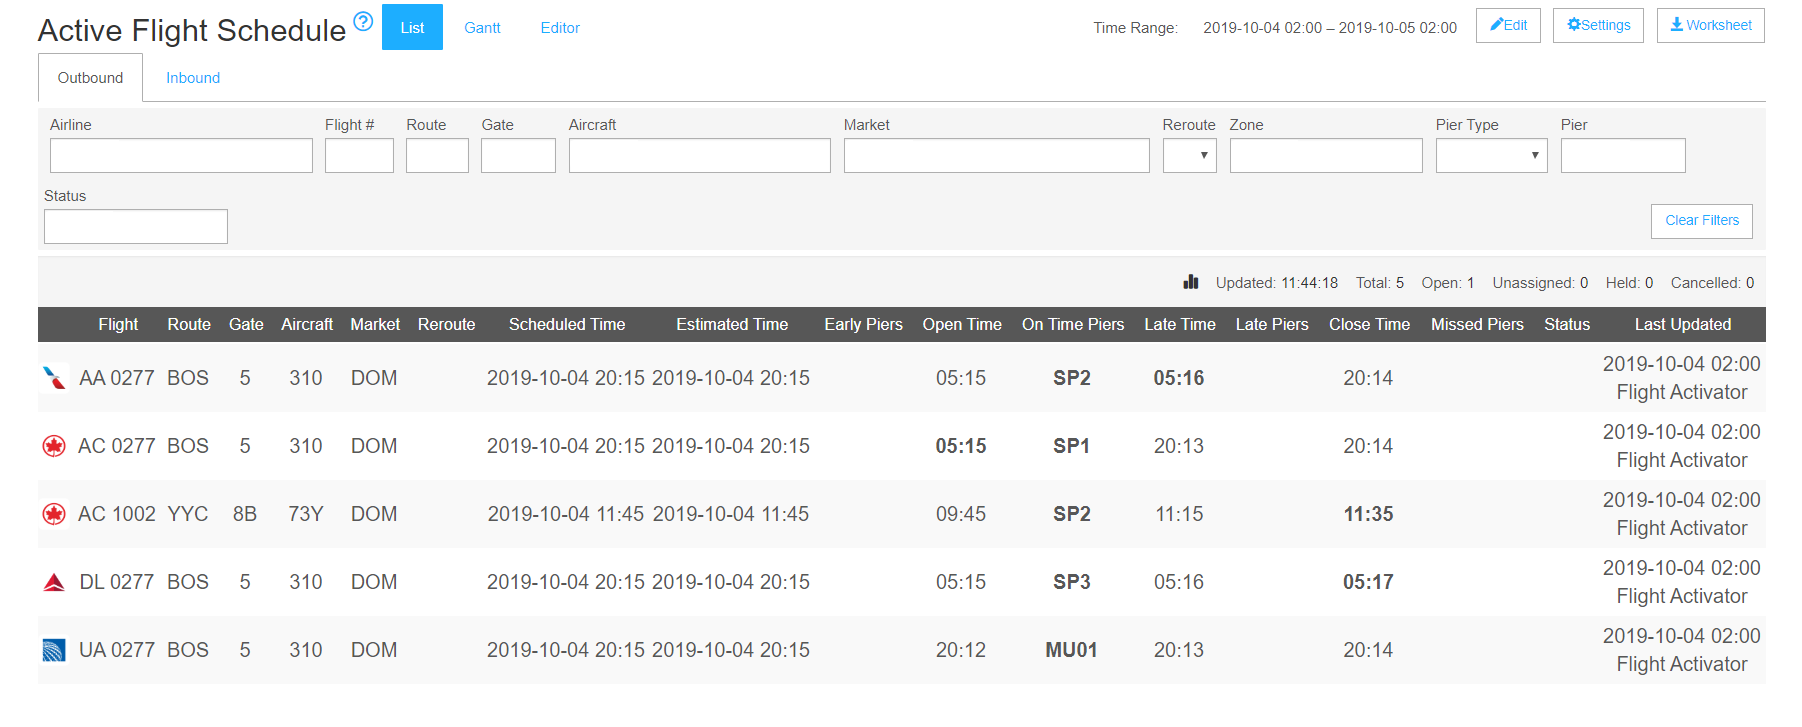 Active Flight Schedule ? List Gantt Editor Time Range: 2019-10-04 02:00 – 2019-10-05 02:00 Edit Settings Worksheet
Outbound Inbound
Airline Flight # Route Gate Aircraft Market Reroute Zone Pier Type Pier
Status
Clear Filters
Updated: 11:44:18 Total: 5 Open: 1 Unassigned: 0 Held: 0 Cancelled: 0
Flight Route Gate Aircraft Market Reroute Scheduled Time Estimated Time Early Piers Open Time On Time Piers Late Time Late Piers Close Time Missed Piers Status Last Updated
AA 0277 BOS 5 310 DOM 2019-10-04 20:15 2019-10-04 20:15 05:15 SP2 05:16 20:14 2019-10-04 02:00
Flight Activator
AC 0277 BOS 5 310 DOM 2019-10-04 20:15 2019-10-04 20:15 05:15 SP1 20:13 20:14 2019-10-04 02:00
Flight Activator
AC 1002 YYC 8B 73Y DOM 2019-10-04 11:45 2019-10-04 11:45 09:45 SP2 11:15 11:35 2019-10-04 02:00
Flight Activator
DL 0277 BOS 5 310 DOM 2019-10-04 20:15 2019-10-04 20:15 05:15 SP3 05:16 05:17 2019-10-04 02:00
Flight Activator
UA 0277 BOS 5 310 DOM 2019-10-04 20:15 2019-10-04 20:15 20:12 MU01 20:13 20:14 2019-10-04 02:00
Flight Activator